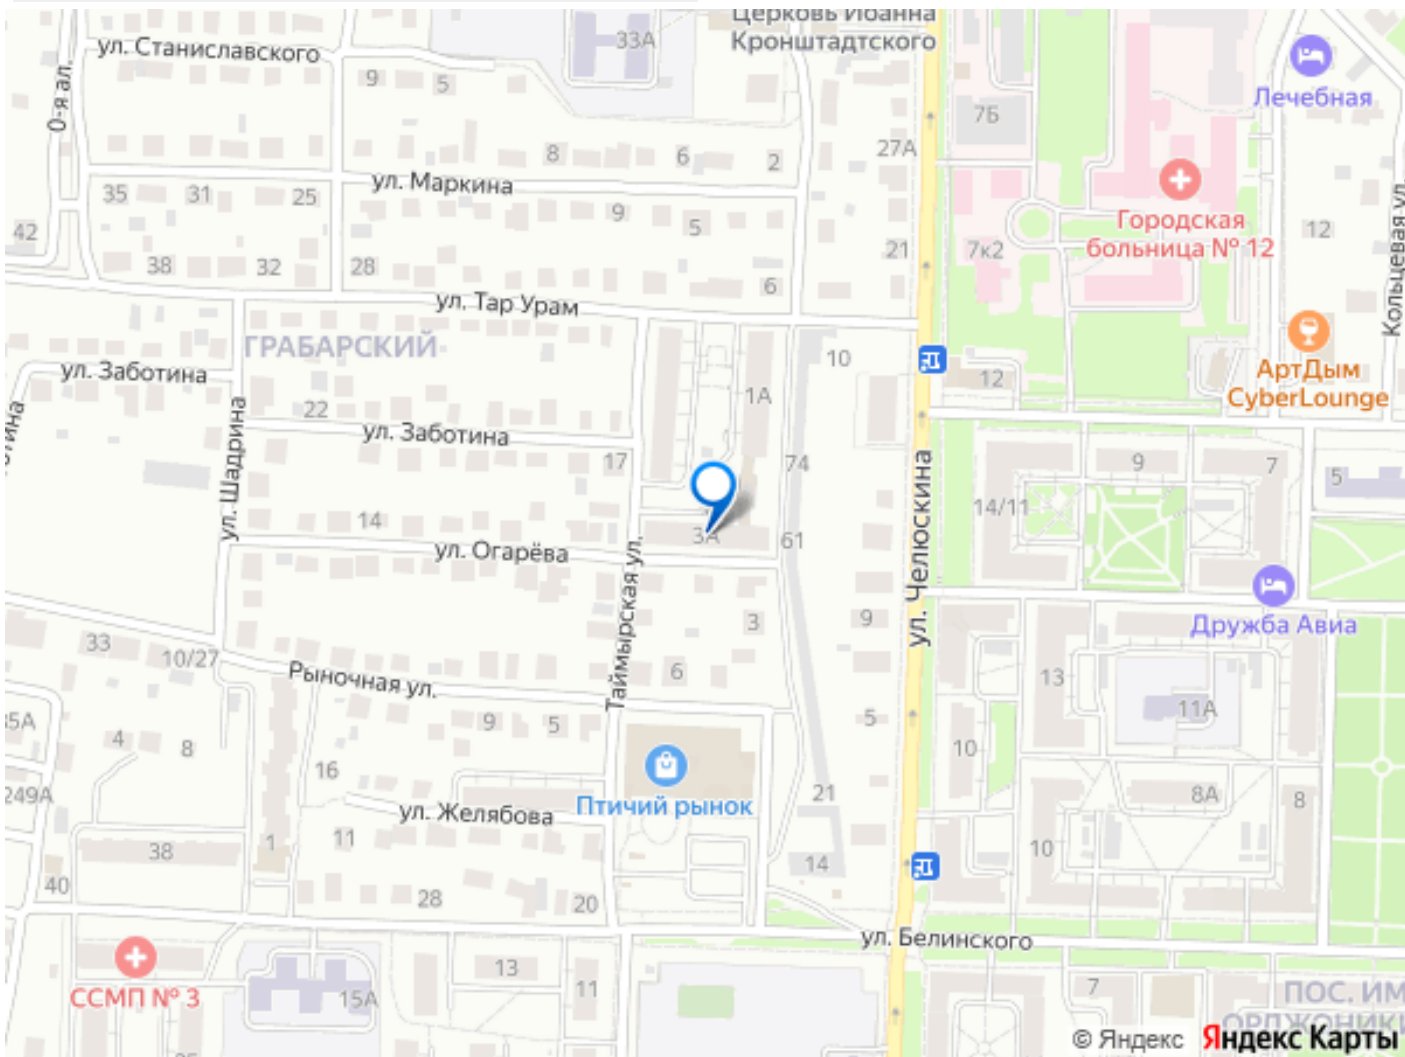 Церковь Иоанна
Кронштадтского
33А
ул. Станиславского
9
5
0-я ал.
Лечебная
7Б
27А
8
6
2
ул. Маркина
35
31
25
9
5
Городская
больница № 12
12
Кольцевая ул.
42
38
32
28
21
7к2
6
ул. Тар Урам
ГРАБАРСКИЙ
10
ул. Заботина
12
АртДым
CyberLounge
1А
22
ул. Заботина
17
74
9
7
5
ул. Шадрина
14
14/11
3А
61
ул. Огарёва
ул. Челюскина
Таймырская ул.
3
9
Дружба Авиа
33
10/27
Рыночная ул.
6
13
11А
35А
4
8
9
5
5
10
16
Птичий рынок
249А
ул. Желябова
21
8А
8
38
1
11
14
10
40
28
20
ул. Белинского
ССМП № 3
15А
13
11
7
ПОС. ИМ
ОРДЖОНИКИ
© Яндекс Яндекс Карты